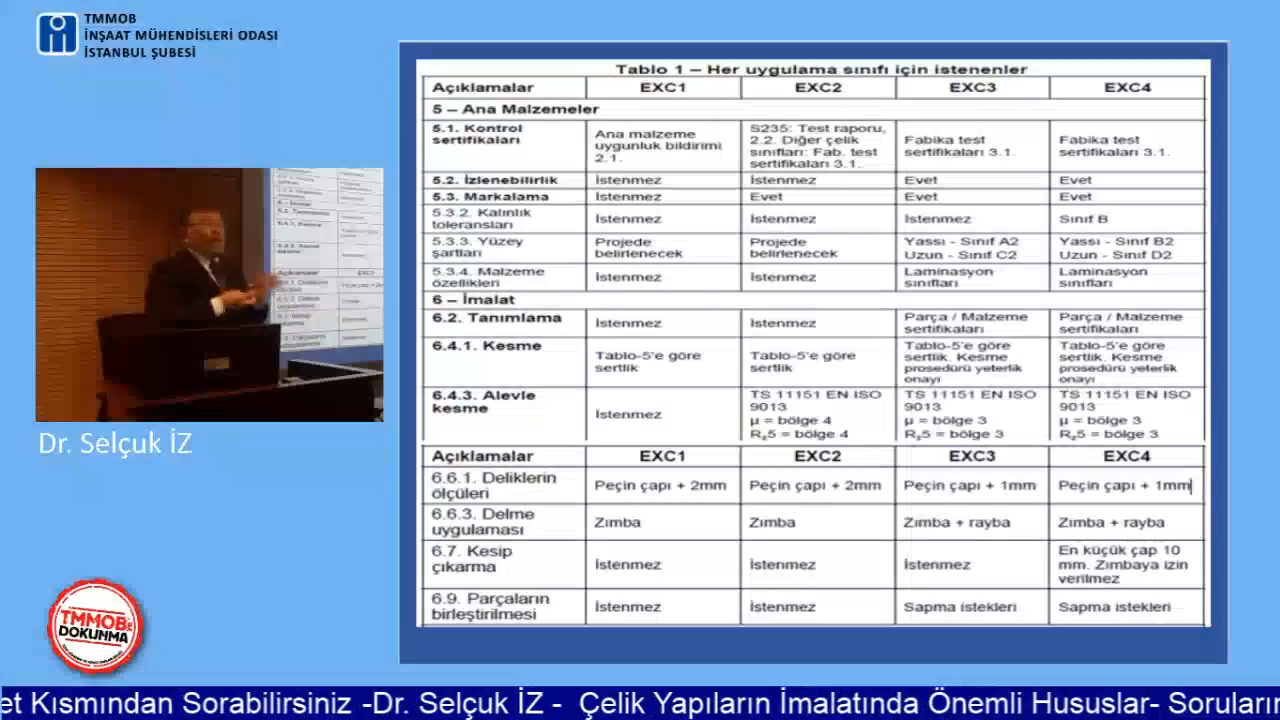 TMMOB
İNŞAAT MÜHENDİSLERİ ODASI
İSTANBUL ŞUBESİ
Tablo 1 – Her uygulama sınıfı için istenenler
Açıklamalar EXC1 EXC2 EXC3 EXC4
5 – Ana Malzemeler
5.1. Kontrol sertifikaları
Ana malzeme uygunluk bildirimi 2.1.
S235: Test raporu, 2.2. Diğer çelik sınıfları: Fab. test sertifikaları 3.1.
Fabika test sertifikaları 3.1.
Fabika test sertifikaları 3.1.
5.2. İzlenebilirlik İstenmez İstenmez Evet Evet
5.3. Markalama İstenmez Evet Evet Evet
5.3.2. Kalınlık toleransları İstenmez İstenmez İstenmez Sınıf B
5.3.3. Yüzey şartları
Projede belirlenecek
Projede belirlenecek
Yassı - Sınıf A2
Uzun - Sınıf C2
Yassı - Sınıf B2
Uzun - Sınıf D2
5.3.4. Malzeme özellikleri İstenmez İstenmez Laminasyon sınıfları Laminasyon sınıfları
6 – İmalat
6.2. Tanımlama İstenmez İstenmez Parça / Malzeme sertifikaları Parça / Malzeme sertifikaları
6.4.1. Kesme
Tablo-5'e göre sertlik
Tablo-5'e göre sertlik
Tablo-5'e göre sertlik. Kesme prosedürü yeterlik onayı
Tablo-5'e göre sertlik. Kesme prosedürü yeterlik onayı
6.4.3. Alevle kesme
İstenmez
TS 11151 EN ISO 9013
µ = bölge 4
Rz5 = bölge 4
TS 11151 EN ISO 9013
µ = bölge 3
Rz5 = bölge 3
TS 11151 EN ISO 9013
µ = bölge 3
Rz5 = bölge 3
Açıklamalar EXC1 EXC2 EXC3 EXC4
6.6.1. Deliklerin ölçüleri Peçin çapı + 2mm Peçin çapı + 2mm Peçin çapı + 1mm Peçin çapı + 1mm
6.6.3. Delme uygulaması Zımba Zımba Zımba + rayba Zımba + rayba
6.7. Kesip çıkarma İstenmez İstenmez İstenmez En küçük çap 10 mm. Zımbaya izin verilmez
6.9. Parçaların birleştirilmesi İstenmez İstenmez Sapma istekleri Sapma istekleri
Dr. Selçuk İZ
TMMOB
DOKUNMA
et Kısmından Sorabilirsiniz -Dr. Selçuk İZ - Çelik Yapıların İmalatında Önemli Hususlar- Soruların